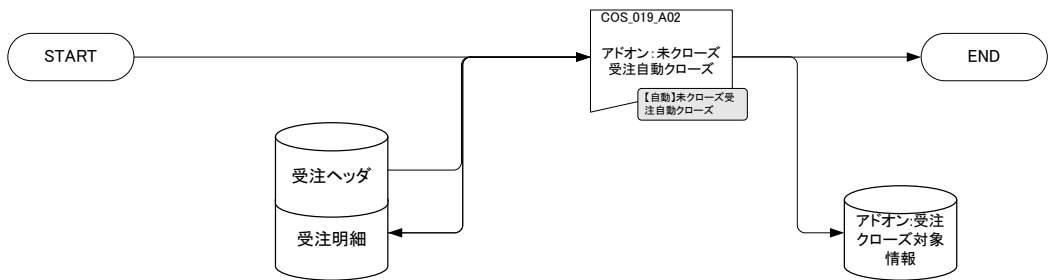 COS_019_A02
START
アドオン:未クローズ
受注自動クローズ
END
【自動】未クローズ受
注自動クローズ
受注ヘッダ
受注明細
アドオン:受注
クローズ対象
情報